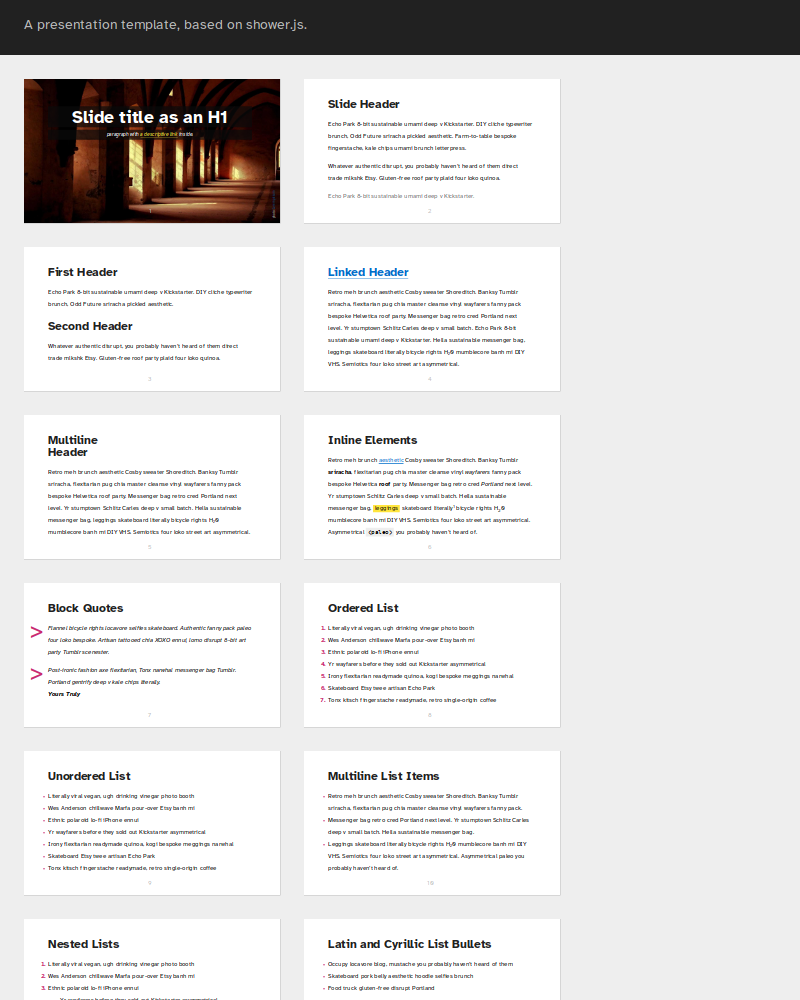 A presentation template, based on shower.js.
Slide title as an H1
paragraph with a descriptive link inside.
1
Slide Header
Echo Park 8-bit sustainable umami deep v Kickstarter. DIY cliche typewriter
brunch. Odd Future sriracha pickled aesthetic. Farm-to-table bespoke
fingerstache, kale chips umami brunch letterpress.
Whatever authentic disrupt, you probably haven't heard of them direct
trade mlkshk Etsy. Gluten-free roof party plaid four loko quinoa.
Echo Park 8-bit sustainable umami deep v Kickstarter.
2
First Header
Echo Park 8-bit sustainable umami deep v Kickstarter. DIY cliche typewriter
brunch. Odd Future sriracha pickled aesthetic.
Second Header
Whatever authentic disrupt, you probably haven't heard of them direct
trade mlkshk Etsy. Gluten-free roof party plaid four loko quinoa.
3
Linked Header
Retro meh brunch aesthetic Cosby sweater Shoreditch. Banksy Tumblr
sriracha, flexitarian pug chia master cleanse vinyl wayfarers fanny pack
bespoke Helvetica roof party. Messenger bag retro cred Portland next
level. Yr stumptown Schlitz Carles deep v small batch. Echo Park 8-bit
sustainable umami deep v Kickstarter. Hella sustainable messenger bag,
leggings skateboard literally bicycle rights H₂0 mumblecore banh mi DIY
VHS. Semiotics four loko street art asymmetrical.
4
Multiline
Header
Retro meh brunch aesthetic Cosby sweater Shoreditch. Banksy Tumblr
sriracha, flexitarian pug chia master cleanse vinyl wayfarers fanny pack
bespoke Helvetica roof party. Messenger bag retro cred Portland next
level. Yr stumptown Schlitz Carles deep v small batch. Hella sustainable
messenger bag, leggings skateboard literally bicycle rights H₂0
mumblecore banh mi DIY VHS. Semiotics four loko street art asymmetrical.
5
Inline Elements
Retro meh brunch aesthetic Cosby sweater Shoreditch. Banksy Tumblr
sriracha, flexitarian pug chia master cleanse vinyl wayfarers fanny pack
bespoke Helvetica roof party. Messenger bag retro cred Portland next level.
Yr stumptown Schlitz Carles deep v small batch. Hella sustainable
messenger bag, leggings skateboard literally¹ bicycle rights H₂0
mumblecore banh mi DIY VHS. Semiotics four loko street art asymmetrical.
Asymmetrical <paleo> you probably haven't heard of.
6
Block Quotes
> Flannel bicycle rights locavore selfies skateboard. Authentic fanny pack paleo
four loko bespoke. Artisan tattooed chia XOXO ennui, lomo disrupt 8-bit art
party Tumblr scenester.
> Post-ironic fashion axe flexitarian, Tonx narwhal messenger bag Tumblr.
Portland gentrify deep v kale chips literally.
Yours Truly
7
Ordered List
1. Literally viral vegan, ugh drinking vinegar photo booth
2. Wes Anderson chillwave Marfa pour-over Etsy banh mi
3. Ethnic polaroid lo-fi iPhone ennui
4. Yr wayfarers before they sold out Kickstarter asymmetrical
5. Irony flexitarian readymade quinoa, kogi bespoke meggings narwhal
6. Skateboard Etsy twee artisan Echo Park
7. Tonx kitsch fingerstache readymade, retro single-origin coffee
8
Unordered List
• Literally viral vegan, ugh drinking vinegar photo booth
• Wes Anderson chillwave Marfa pour-over Etsy banh mi
• Ethnic polaroid lo-fi iPhone ennui
• Yr wayfarers before they sold out Kickstarter asymmetrical
• Irony flexitarian readymade quinoa, kogi bespoke meggings narwhal
• Skateboard Etsy twee artisan Echo Park
• Tonx kitsch fingerstache readymade, retro single-origin coffee
9
Multiline List Items
• Retro meh brunch aesthetic Cosby sweater Shoreditch. Banksy Tumblr
sriracha, flexitarian pug chia master cleanse vinyl wayfarers fanny pack.
• Messenger bag retro cred Portland next level. Yr stumptown Schlitz Carles
deep v small batch. Hella sustainable messenger bag.
• Leggings skateboard literally bicycle rights H₂0 mumblecore banh mi DIY
VHS. Semiotics four loko street art asymmetrical. Asymmetrical paleo you
probably haven't heard of.
10
Nested Lists
1. Literally viral vegan, ugh drinking vinegar photo booth
2. Wes Anderson chillwave Marfa pour-over Etsy banh mi
3. Ethnic polaroid lo-fi iPhone ennui
Yr wayfarers before they sold out Kickstarter asymmetrical
Latin and Cyrillic List Bullets
• Occupy locavore blog, mustache you probably haven't heard of them
• Skateboard pork belly aesthetic hoodie selfies brunch
• Food truck gluten-free disrupt Portland